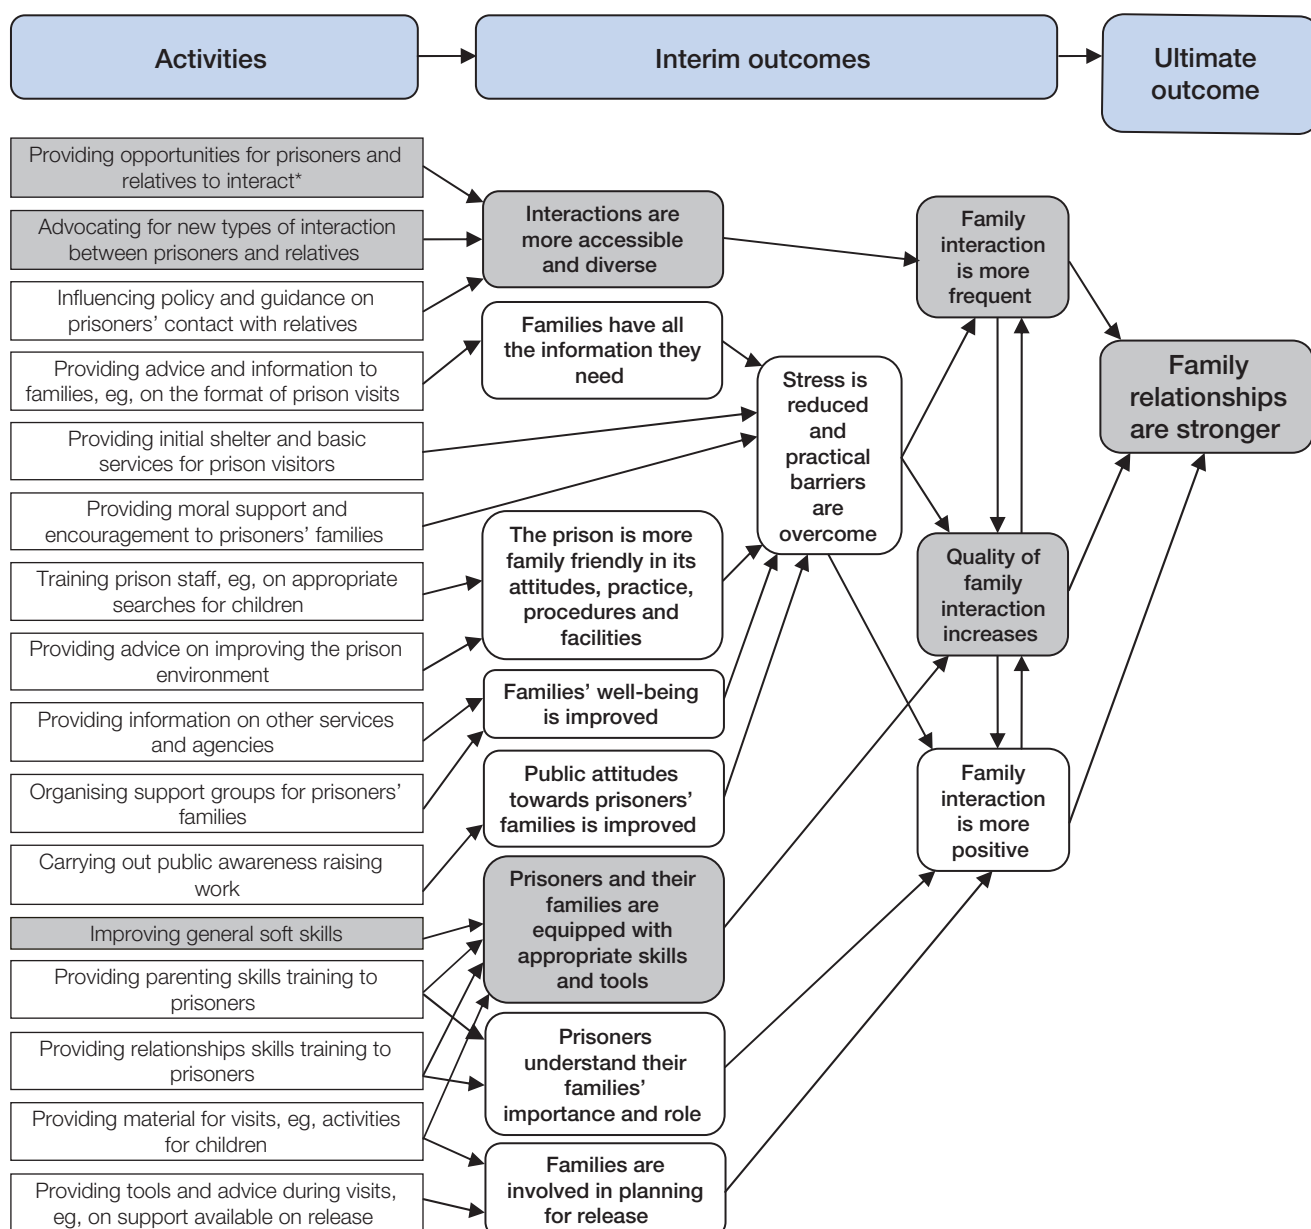 Activities
Interim outcomes
Ultimate
outcome
Providing opportunities for prisoners and
relatives to interact*
Advocating for new types of interaction
between prisoners and relatives
Influencing policy and guidance on
prisoners’ contact with relatives
Providing advice and information to
families, eg, on the format of prison visits
Providing initial shelter and basic
services for prison visitors
Providing moral support and
encouragement to prisoners’ families
Training prison staff, eg, on appropriate
searches for children
Providing advice on improving the prison
environment
Providing information on other services
and agencies
Organising support groups for prisoners’
families
Carrying out public awareness raising
work
Improving general soft skills
Providing parenting skills training to
prisoners
Providing relationships skills training to
prisoners
Providing material for visits, eg, activities
for children
Providing tools and advice during visits,
eg, on support available on release
Interactions are
more accessible
and diverse
Families have all
the information they
need
The prison is more
family friendly in its
attitudes, practice,
procedures and
facilities
Families’ well-being
is improved
Public attitudes
towards prisoners’
families is improved
Prisoners and their
families are
equipped with
appropriate skills
and tools
Prisoners
understand their
families’
importance and role
Families are
involved in planning
for release
Stress is
reduced
and
practical
barriers
are
overcome
Family
interaction
is more
frequent
Quality of
family
interaction
increases
Family
interaction
is more
positive
Family
relationships
are stronger